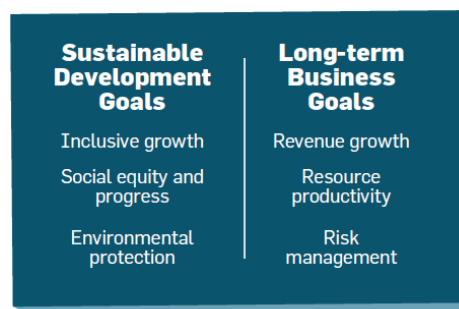 Sustainable
Development
Goals
Inclusive growth
Social equity and
progress
Environmental
protection
Long-term
Business
Goals
Revenue growth
Resource
productivity
Risk
management